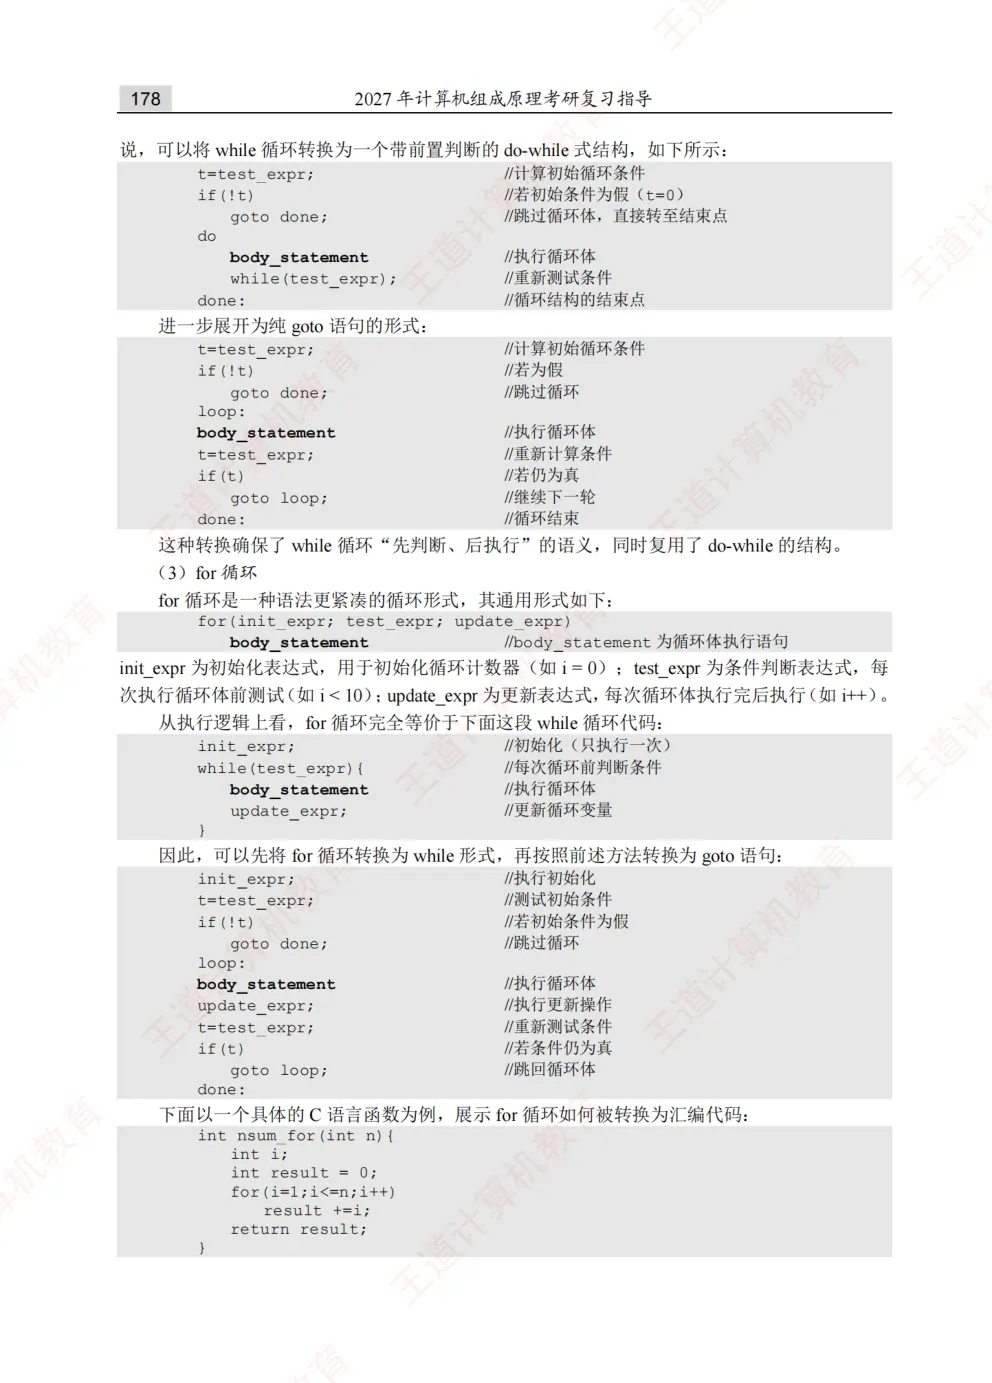 178 2027 年计算机组成原理考研复习指导
说，可以将 while 循环转换为一个带前置判断的 do-while 式结构，如下所示：
t=test_expr; //计算初始循环条件
if(!t) //若初始条件为假（t=0）
goto done; //跳过循环体，直接转至结束点
do
body_statement //执行循环体
while(test_expr); //重新测试条件
done: //循环结构的结束点
进一步展开为纯 goto 语句的形式：
t=test_expr; //计算初始循环条件
if(!t) //若为假
goto done; //跳过循环
loop:
body_statement //执行循环体
t=test_expr; //重新计算条件
if(t) //若仍为真
goto loop; //继续下一轮
done: //循环结束
这种转换确保了 while 循环“先判断、后执行”的语义，同时复用了 do-while 的结构。
（3）for 循环
for 循环是一种语法更紧凑的循环形式，其通用形式如下：
for(init_expr; test_expr; update_expr)
body_statement //body_statement 为循环体执行语句
init_expr 为初始化表达式，用于初始化循环计数器（如 i = 0）；test_expr 为条件判断表达式，每
次执行循环体前测试（如 i < 10）；update_expr 为更新表达式，每次循环体执行完后执行（如 i++）。
从执行逻辑上看，for 循环完全等价于下面这段 while 循环代码：
init_expr; //初始化（只执行一次）
while(test_expr){ //每次循环前判断条件
body_statement //执行循环体
update_expr; //更新循环变量
}
因此，可以先将 for 循环转换为 while 形式，再按照前述方法转换为 goto 语句：
init_expr; //执行初始化
t=test_expr; //测试初始条件
if(!t) //若初始条件为假
goto done; //跳过循环
loop:
body_statement //执行循环体
update_expr; //执行更新操作
t=test_expr; //重新测试条件
if(t) //若条件仍为真
goto loop; //跳回循环体
done:
下面以一个具体的 C 语言函数为例，展示 for 循环如何被转换为汇编代码：
int nsum_for(int n){
int i;
int result = 0;
for(i=1;i<=n;i++)
result +=i;
return result;
}